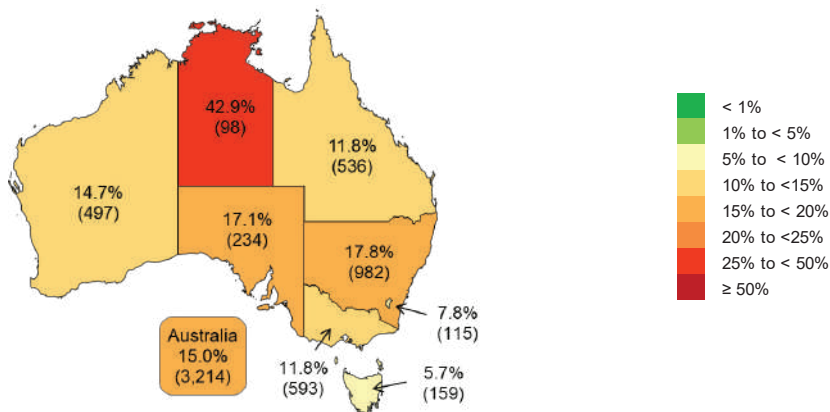 42.9%
(98)
11.8%
(536)
14.7%
(497)
17.1%
(234)
17.8%
(982)
7.8%
(115)
Australia
15.0%
(3,214)
11.8%
(593)
5.7%
(159)
< 1%
1% to < 5%
5% to < 10%
10% to <15%
15% to < 20%
20% to <25%
25% to < 50%
≥ 50%